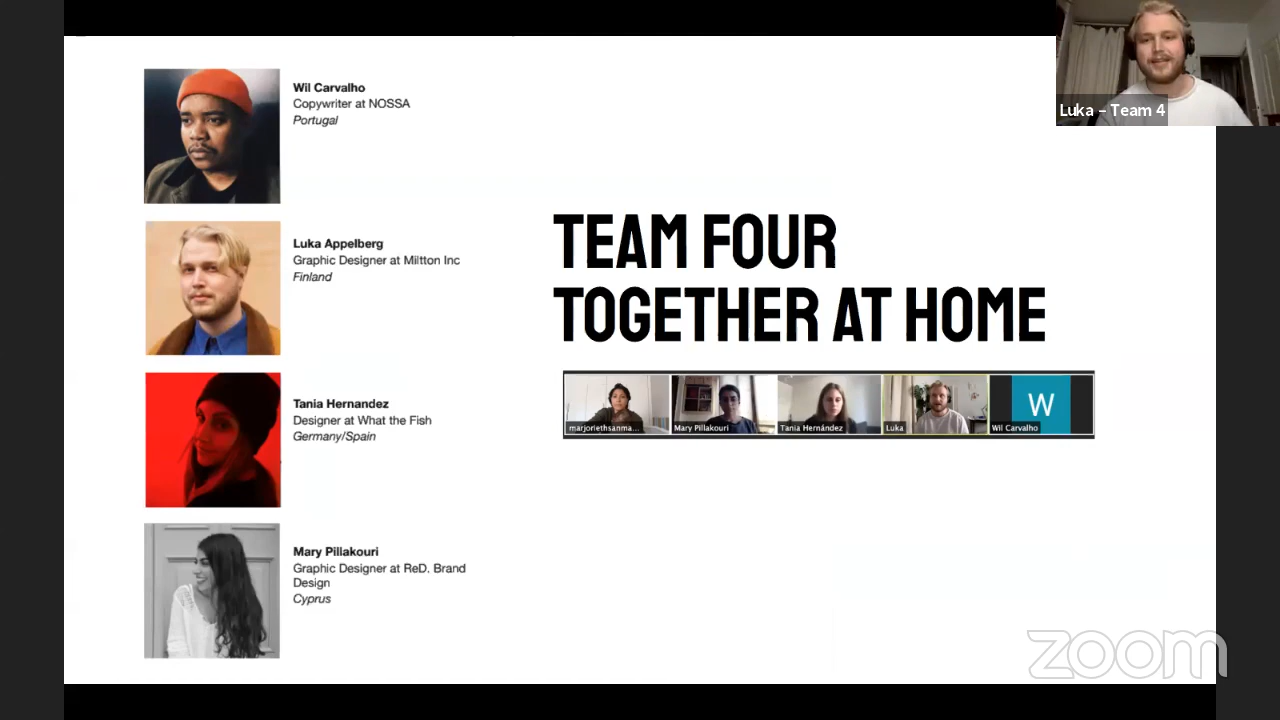 Luka – Team 4
Wil Carvalho
Copywriter at NOSSA
Portugal
Luka Appelberg
Graphic Designer at Miltton Inc
Finland
Tania Hernandez
Designer at What the Fish
Germany/Spain
Mary Pillakouri
Graphic Designer at ReD. Brand
Design
Cyprus
TEAM FOUR
TOGETHER AT HOME
W
marjoriethsanma...
Mary Pillakouri
Tania Hernández
Luka
Wil Carvalho
zoom